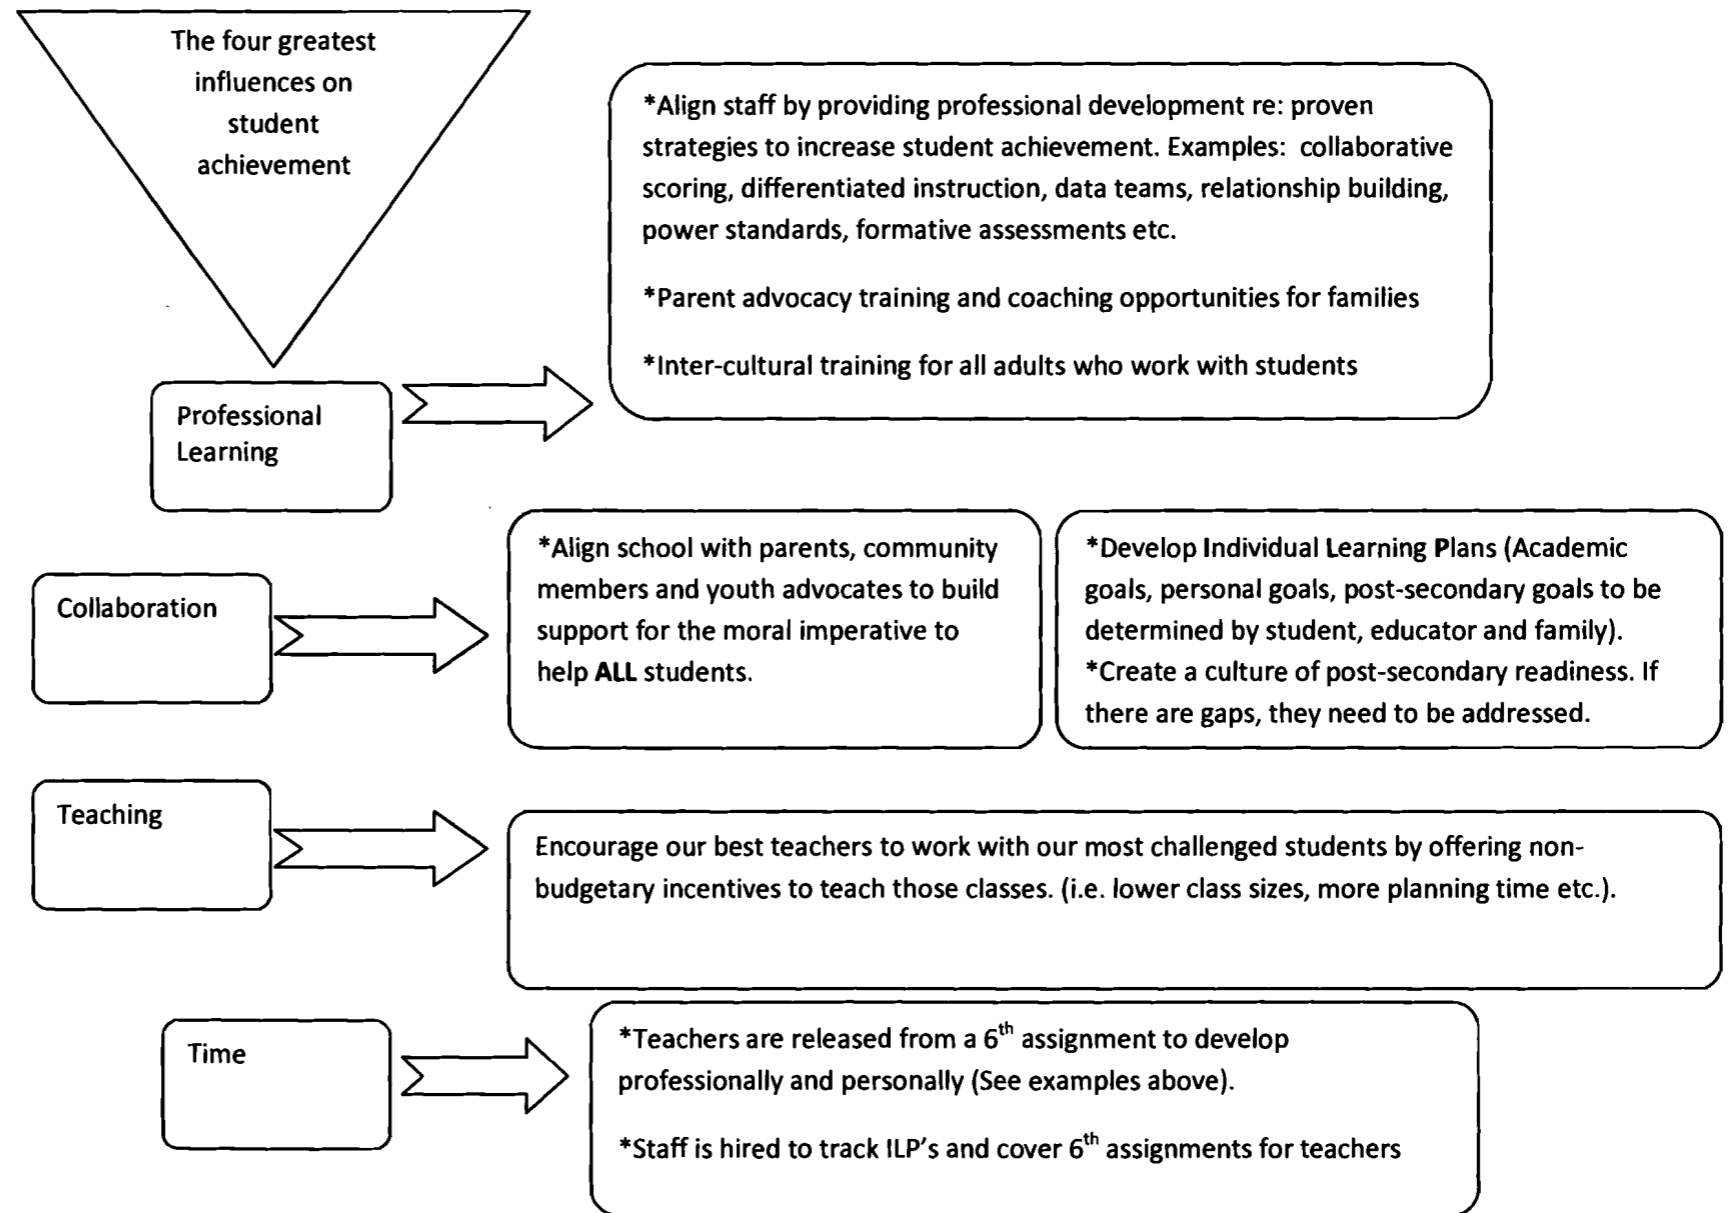 The four greatest
influences on
student
achievement
*Align staff by providing professional development re: proven
strategies to increase student achievement. Examples: collaborative
scoring, differentiated instruction, data teams, relationship building,
power standards, formative assessments etc.
*Parent advocacy training and coaching opportunities for families
*Inter-cultural training for all adults who work with students
Professional
Learning
Collaboration
*Align school with parents, community
members and youth advocates to build
support for the moral imperative to
help ALL students.
*Develop Individual Learning Plans (Academic
goals, personal goals, post-secondary goals to be
determined by student, educator and family).
*Create a culture of post-secondary readiness. If
there are gaps, they need to be addressed.
Teaching
Encourage our best teachers to work with our most challenged students by offering non-
budgetary incentives to teach those classes. (i.e. lower class sizes, more planning time etc.).
Time
*Teachers are released from a 6th assignment to develop
professionally and personally (See examples above).
*Staff is hired to track ILP's and cover 6th assignments for teachers